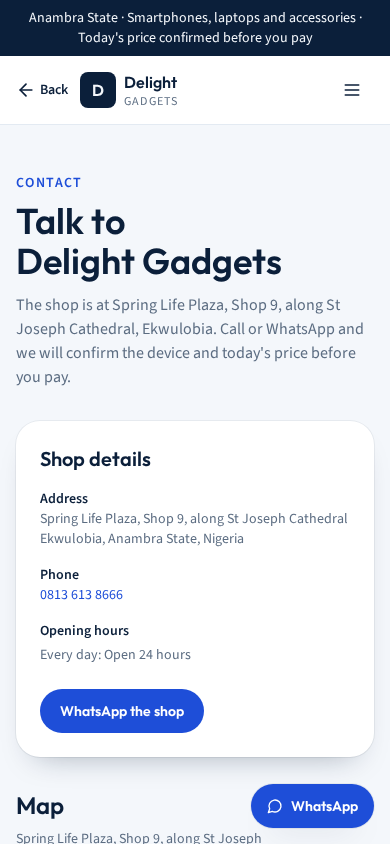 Anambra State · Smartphones, laptops and accessories ·
Today's price confirmed before you pay
Back
D
Delight
GADGETS
CONTACT
Talk to
Delight Gadgets
The shop is at Spring Life Plaza, Shop 9, along St
Joseph Cathedral, Ekwulobia. Call or WhatsApp and
we will confirm the device and today's price before
you pay.
Shop details
Address
Spring Life Plaza, Shop 9, along St Joseph Cathedral
Ekwulobia, Anambra State, Nigeria
Phone
0813 613 8666
Opening hours
Every day: Open 24 hours
WhatsApp the shop
Map
WhatsApp
Spring Life Plaza, Shop 9, along St Joseph